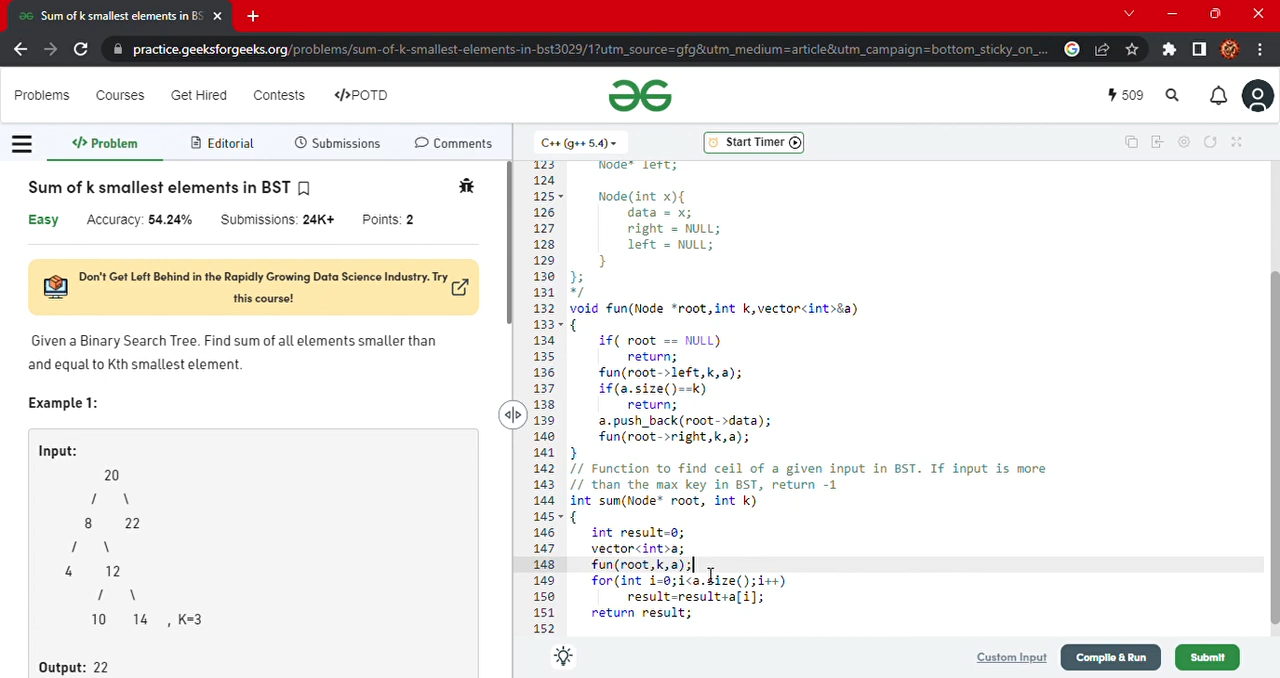 Sum of k smallest elements in BS
practice.geeksforgeeks.org/problems/sum-of-k-smallest-elements-in-bst3029/1?utm_source=gfg&utm_medium=article&utm_campaign=bottom_sticky_on_...
Problems Courses Get Hired Contests </>POTD 509
</> Problem Editorial Submissions Comments
C++ (g++ 5.4) Start Timer
Sum of k smallest elements in BST
Easy Accuracy: 54.24% Submissions: 24K+ Points: 2
Don't Get Left Behind in the Rapidly Growing Data Science Industry. Try
this course!
Given a Binary Search Tree. Find sum of all elements smaller than
and equal to Kth smallest element.
Example 1:
Input:
20
/ \
8 22
/ \
4 12
/ \
10 14 , K=3
Output: 22
123 Node* left;
124
125 Node(int x){
126 data = x;
127 right = NULL;
128 left = NULL;
129 }
130 };
131 */
132 void fun(Node *root,int k,vector<int>&a)
133 {
134 if( root == NULL)
135 return;
136 fun(root->left,k,a);
137 if(a.size()==k)
138 return;
139 a.push_back(root->data);
140 fun(root->right,k,a);
141 }
142 // Function to find ceil of a given input in BST. If input is more
143 // than the max key in BST, return -1
144 int sum(Node* root, int k)
145 {
146 int result=0;
147 vector<int>a;
148 fun(root,k,a);
149 for(int i=0;i<a.size();i++)
150 result=result+a[i];
151 return result;
152
Custom Input Compile & Run Submit